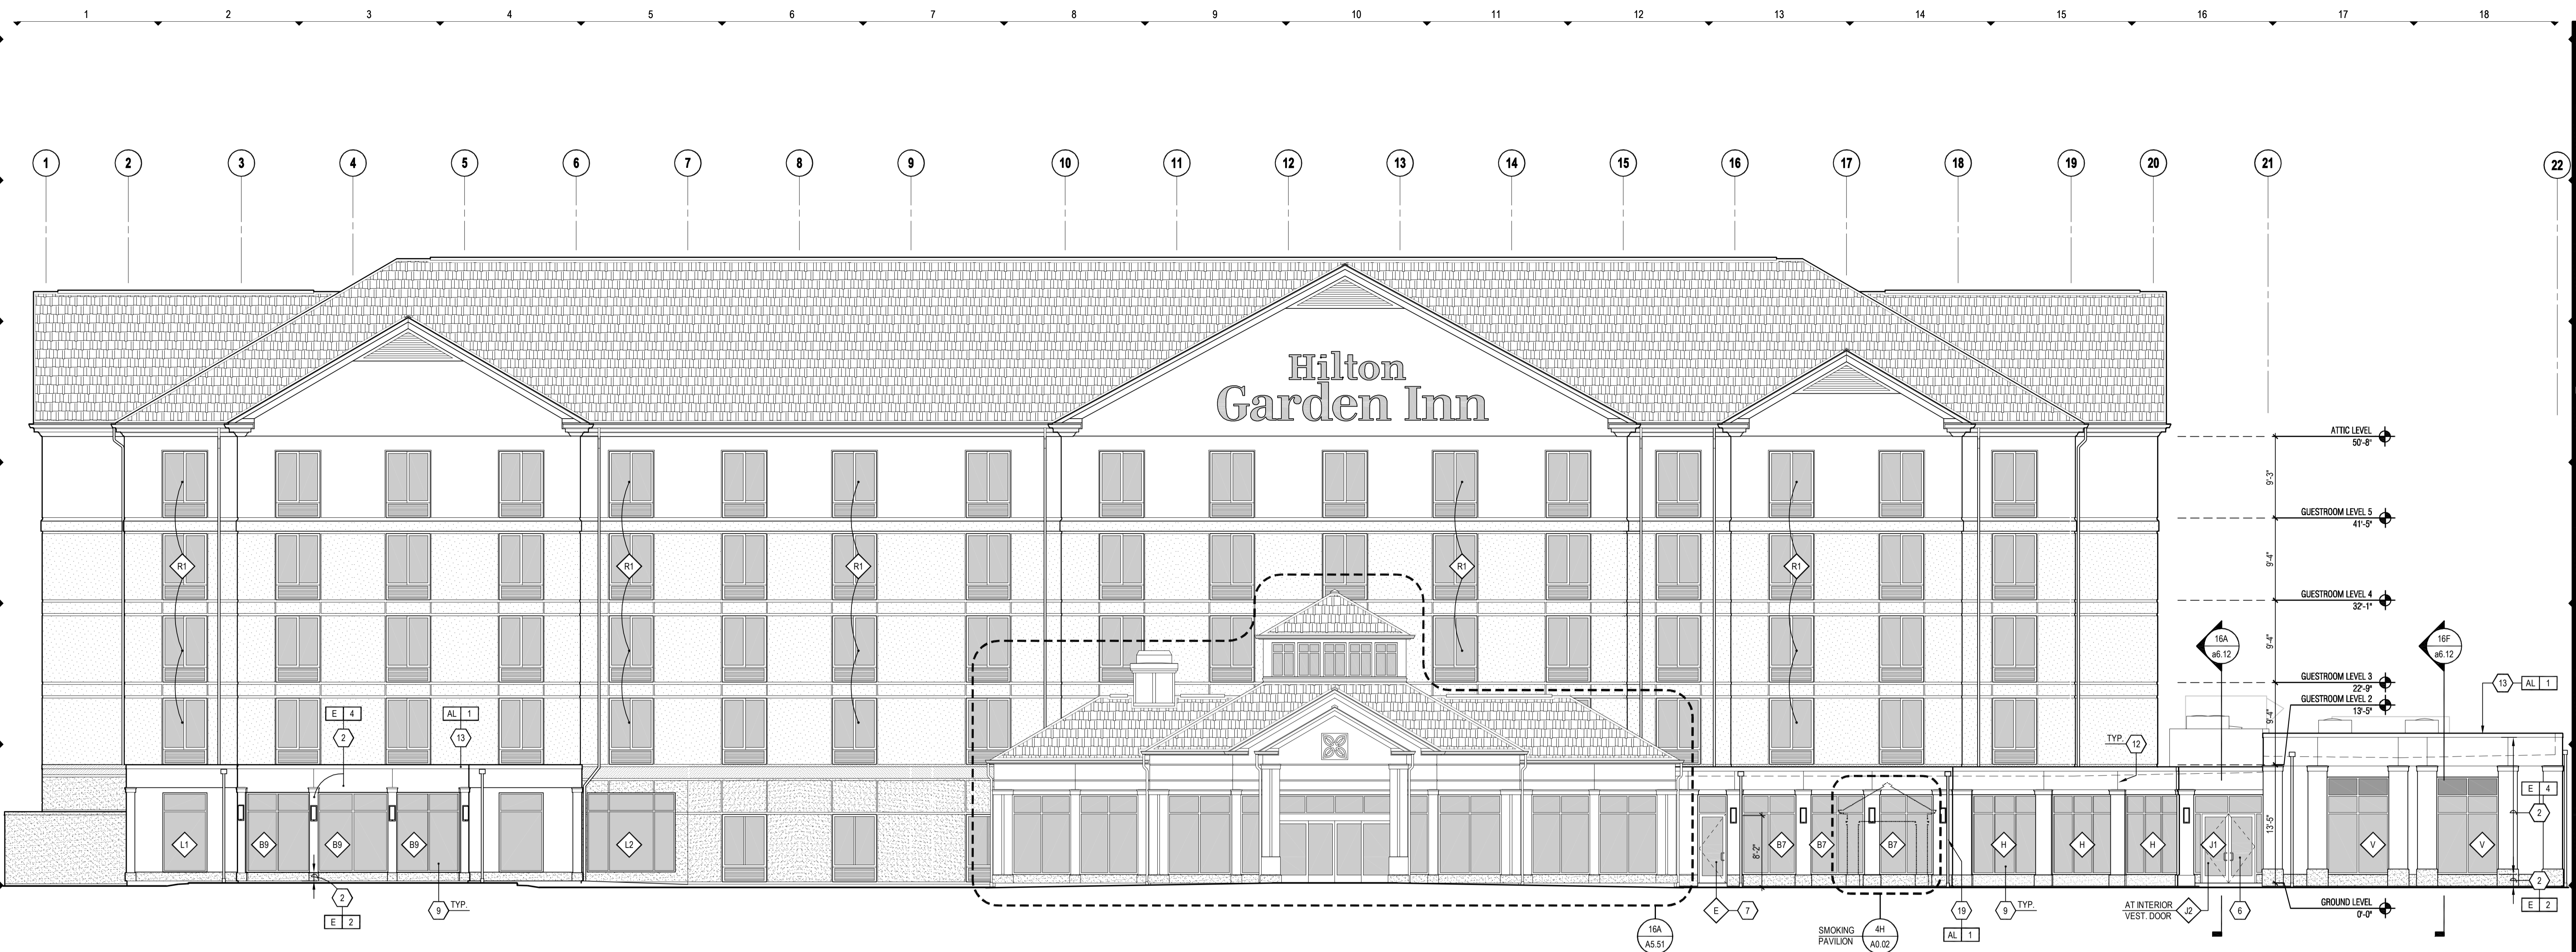 1 2 3 4 5 6 7 8 9 10 11 12 13 14 15 16 17 18
1 2 3 4 5 6 7 8 9 10 11 12 13 14 15 16 17 18 19 20 21 22
Hilton
Garden Inn
ATTIC LEVEL
50'-8"
9'-3"
GUESTROOM LEVEL 5
41'-5"
9'-4"
R1 R1 R1 R1 R1
GUESTROOM LEVEL 4
32'-1"
9'-4"
16A
a6.12
16F
a6.12
GUESTROOM LEVEL 3
22'-9"
GUESTROOM LEVEL 2
13'-5"
9'-4"
13 AL 1
E 4
2
AL 1
13
TYP. 12
E 4
2
13'-5"
8'-2"
L1 B9 B9 B9 L2 B7 B7 B7 H H H J1 V V
2
E 2
9 TYP.
E 7
19
AL 1
9 TYP.
AT INTERIOR
VEST. DOOR
J2
6
2
E 2
GROUND LEVEL
0'-0"
16A
A5.51
SMOKING
PAVILION
4H
A0.02